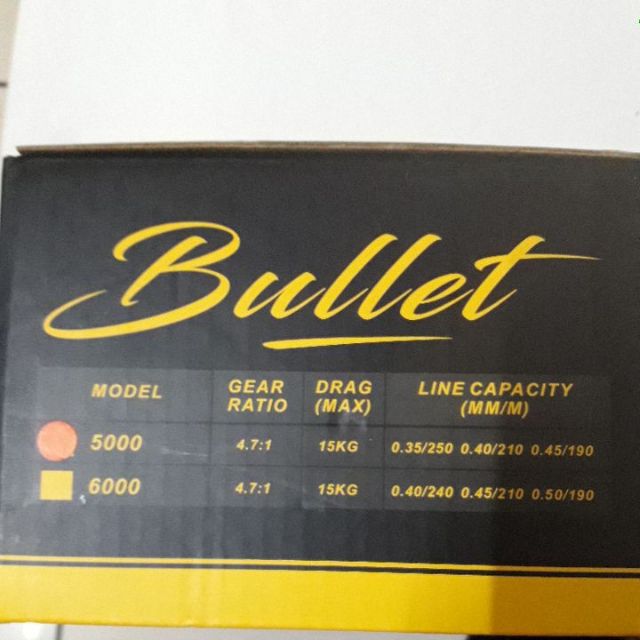 Bullet
MODEL GEAR RATIO DRAG (MAX) LINE CAPACITY (MM/M)
5000 4.7:1 15KG 0.35/250 0.40/210 0.45/190
6000 4.7:1 15KG 0.40/240 0.45/210 0.50/190